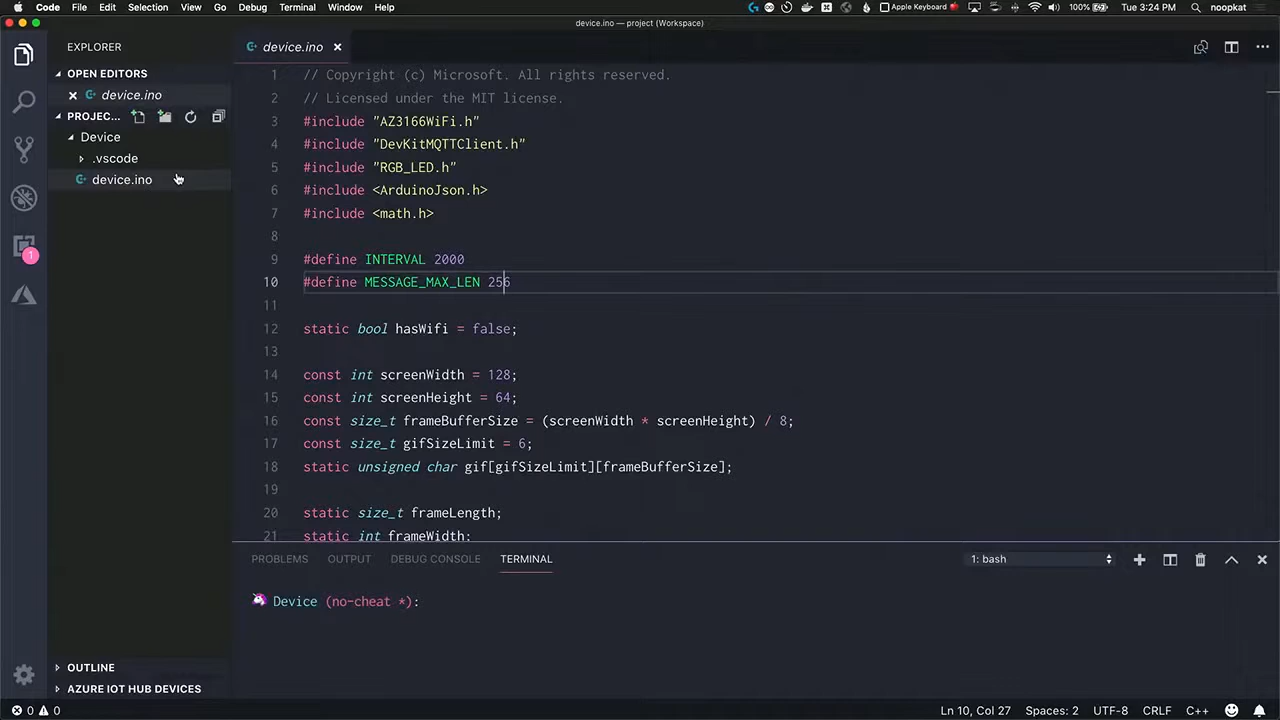 Code File Edit Selection View Go Debug Terminal Window Help Apple Keyboard 100% Tue 3:24 PM noopkat
device.ino — project (Workspace)
EXPLORER
OPEN EDITORS
device.ino
PROJEC...
Device
.vscode
device.ino
OUTLINE
AZURE IOT HUB DEVICES
1
device.ino
1 // Copyright (c) Microsoft. All rights reserved.
2 // Licensed under the MIT license.
3 #include "AZ3166WiFi.h"
4 #include "DevKitMQTTClient.h"
5 #include "RGB_LED.h"
6 #include <ArduinoJson.h>
7 #include <math.h>
8
9 #define INTERVAL 2000
10 #define MESSAGE_MAX_LEN 256
11
12 static bool hasWifi = false;
13
14 const int screenWidth = 128;
15 const int screenHeight = 64;
16 const size_t frameBufferSize = (screenWidth * screenHeight) / 8;
17 const size_t gifSizeLimit = 6;
18 static unsigned char gif[gifSizeLimit][frameBufferSize];
19
20 static size_t frameLength;
21 static int frameWidth;
PROBLEMS OUTPUT DEBUG CONSOLE TERMINAL 1: bash
Device (no-cheat *):
0 0 Ln 10, Col 27 Spaces: 2 UTF-8 CRLF C++